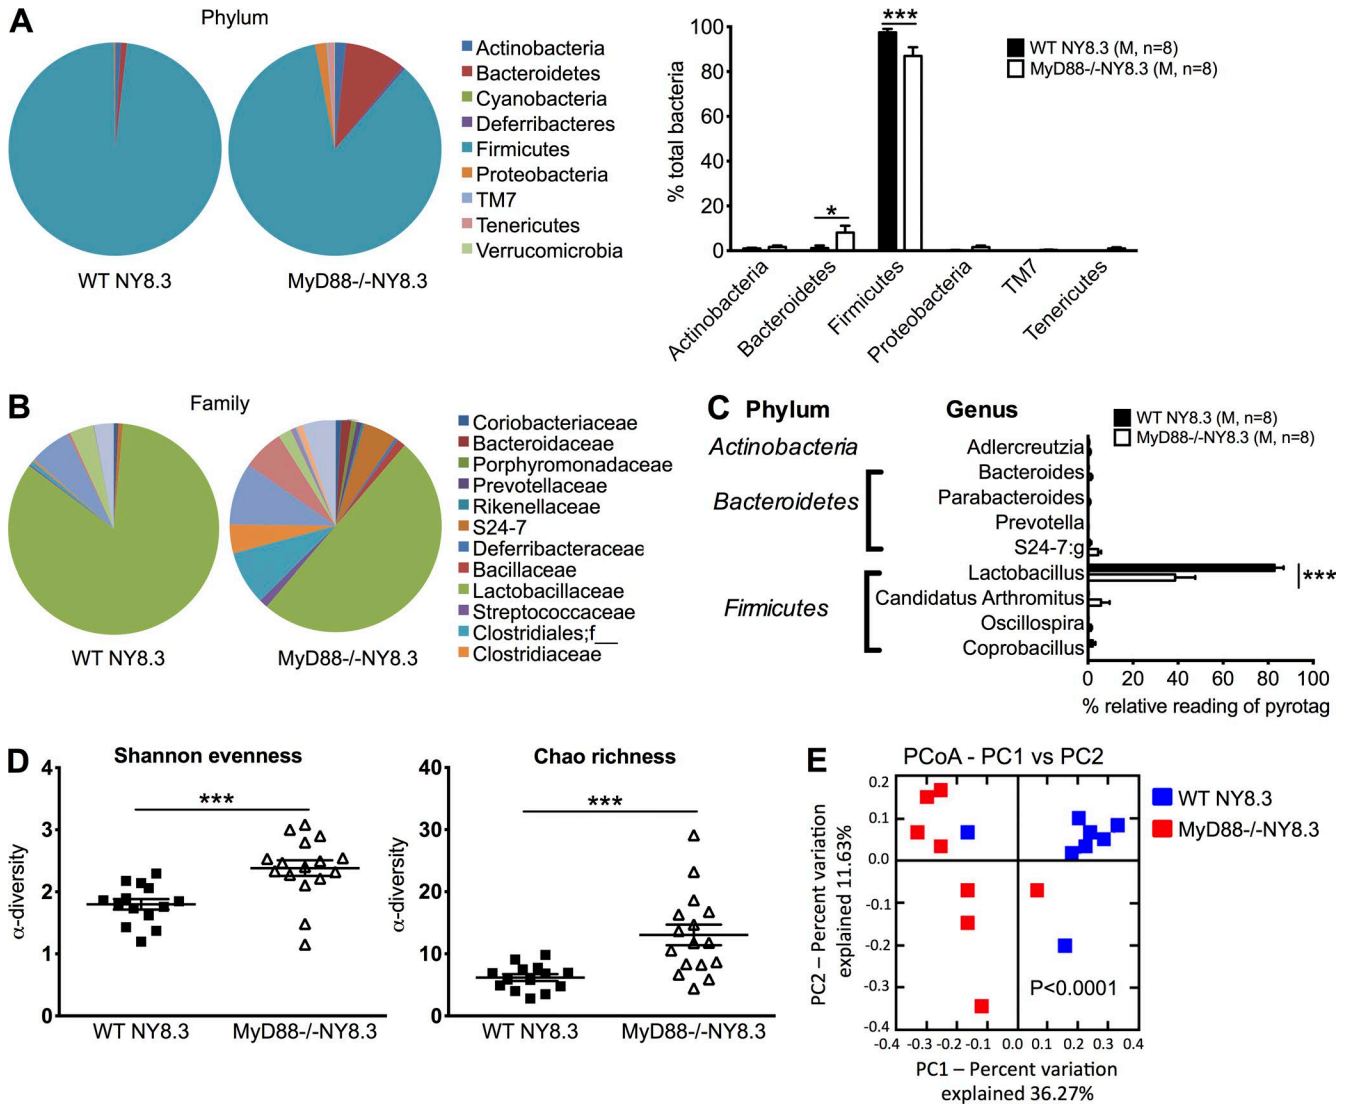 A
Phylum
WT NY8.3
MyD88-/-NY8.3
Actinobacteria
Bacteroidetes
Cyanobacteria
Deferribacteres
Firmicutes
Proteobacteria
TM7
Tenericutes
Verrucomicrobia
% total bacteria
100
80
60
40
20
0
*
***
WT NY8.3 (M, n=8)
MyD88-/-NY8.3 (M, n=8)
Actinobacteria
Bacteroidetes
Firmicutes
Proteobacteria
TM7
Tenericutes
B
Family
WT NY8.3
MyD88-/-NY8.3
Coriobacteriaceae
Bacteroidaceae
Porphyromonadaceae
Prevotellaceae
Rikenellaceae
S24-7
Deferribacteraceae
Bacillaceae
Lactobacillaceae
Streptococcaceae
Clostridiales;f__
Clostridiaceae
C Phylum Genus
WT NY8.3 (M, n=8)
MyD88-/-NY8.3 (M, n=8)
Actinobacteria
Bacteroidetes
Firmicutes
Adlercreutzia
Bacteroides
Parabacteroides
Prevotella
S24-7:g
Lactobacillus
Candidatus Arthromitus
Oscillospira
Coprobacillus
***
0 20 40 60 80 100
% relative reading of pyrotag
D
Shannon evenness
α-diversity
4
3
2
1
0
***
WT NY8.3 MyD88-/-NY8.3
Chao richness
α-diversity
40
30
20
10
0
***
WT NY8.3 MyD88-/-NY8.3
E
PCoA - PC1 vs PC2
PC2 – Percent variation
explained 11.63%
0.2
0.1
0.0
-0.1
-0.2
-0.3
-0.4
P<0.0001
-0.4 -0.3 -0.2 -0.1 0.0 0.1 0.2 0.3 0.4
PC1 – Percent variation
explained 36.27%
WT NY8.3
MyD88-/-NY8.3